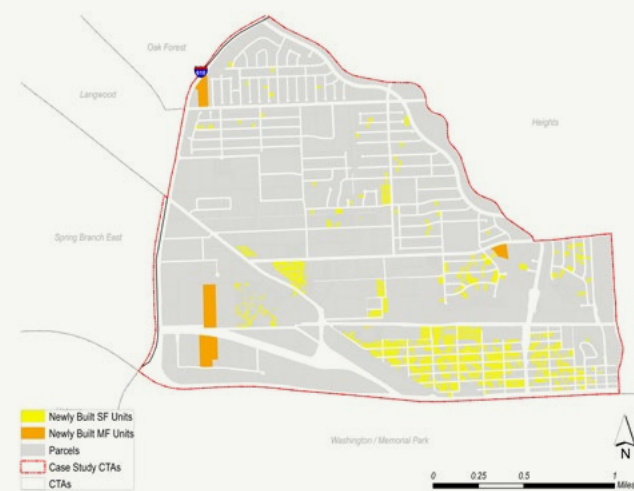 Oak Forest
610
Langwood
Heights
Spring Branch East
Newly Built SF Units
Newly Built MF Units
Parcels
Case Study CTAs
CTAs
Washington / Memorial Park
N
0 0.25 0.5 1
Miles